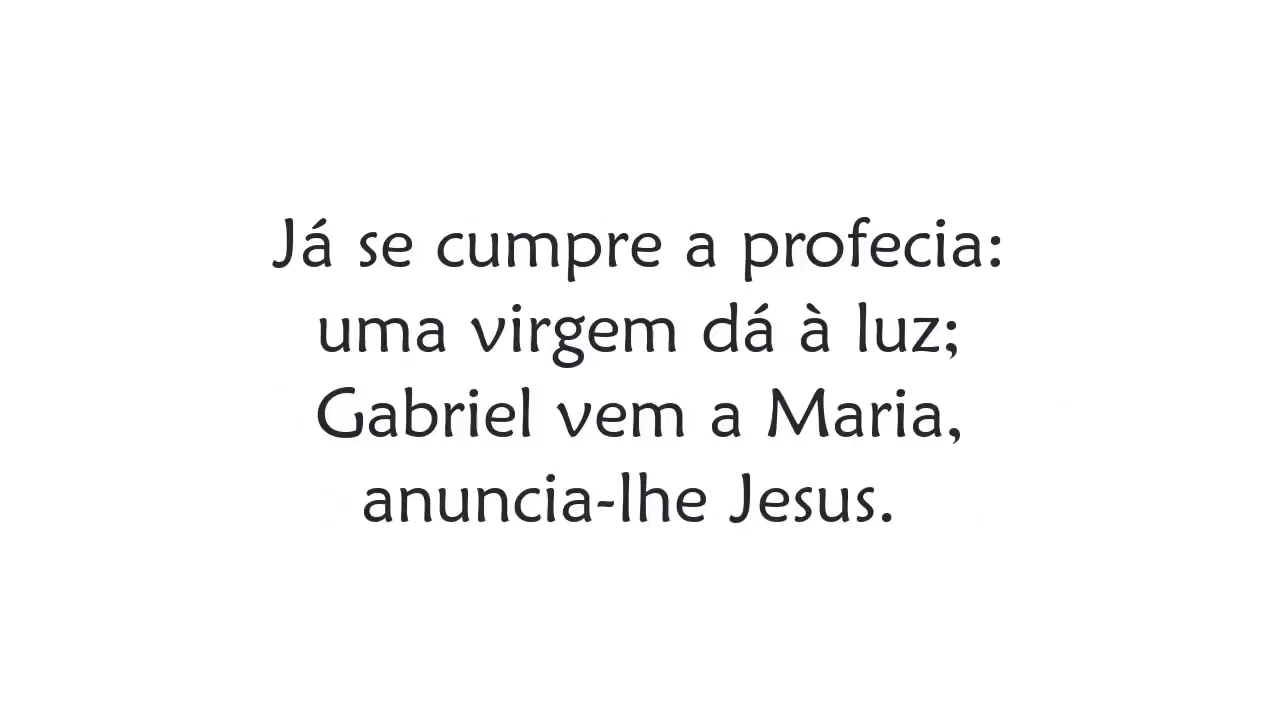 Já se cumpre a profecia:
uma virgem dá à luz;
Gabriel vem a Maria,
anuncia-lhe Jesus.